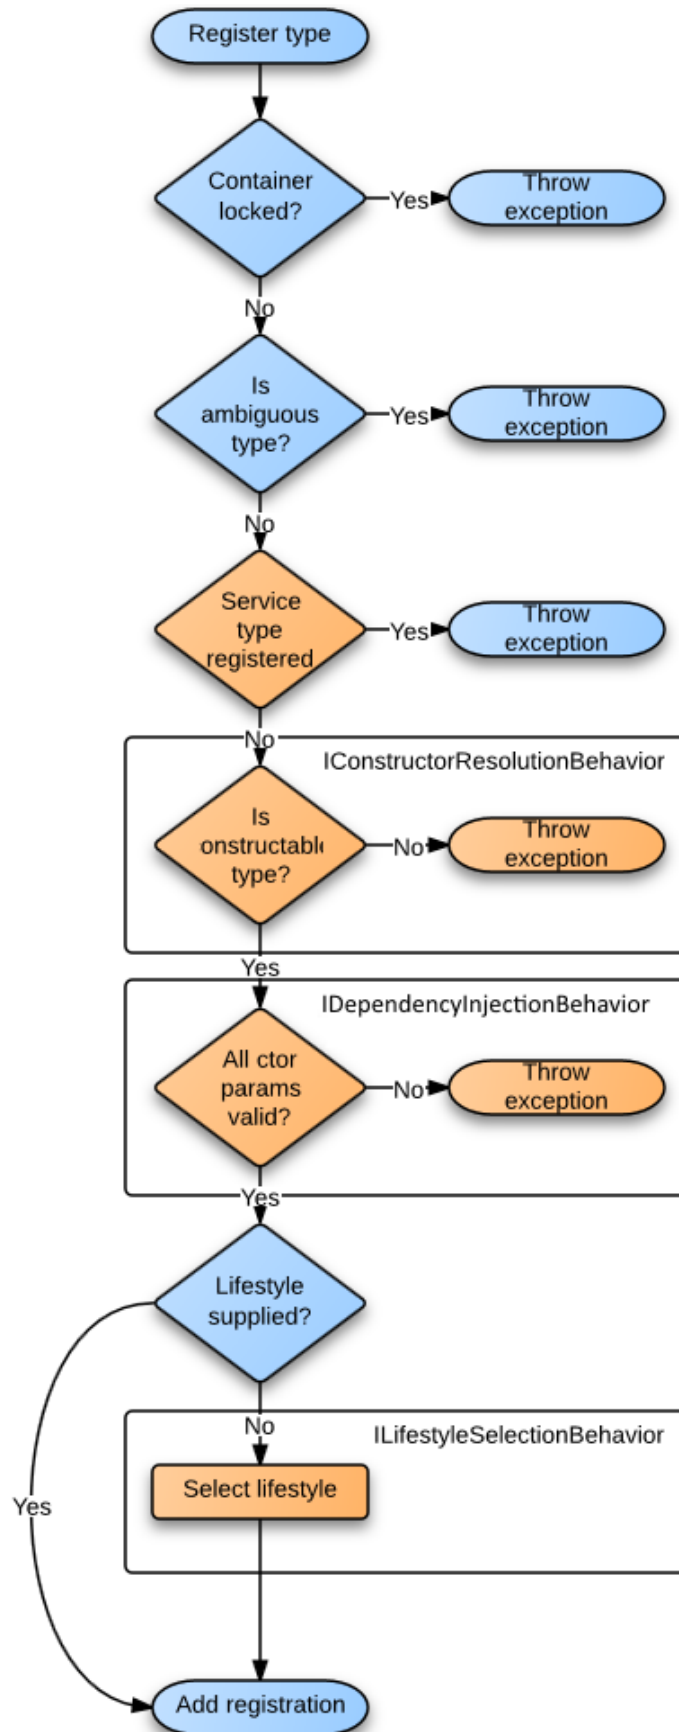 Register type
Container
locked?
Yes
Throw
exception
No
Is
ambiguous
type?
Yes
Throw
exception
No
Service
type
registered
Yes
Throw
exception
No
IConstructorResolutionBehavior
Is
onstructable
type?
No
Throw
exception
Yes
IDependencyInjectionBehavior
All ctor
params
valid?
No
Throw
exception
Yes
Lifestyle
supplied?
No
ILifestyleSelectionBehavior
Select lifestyle
Yes
Add registration